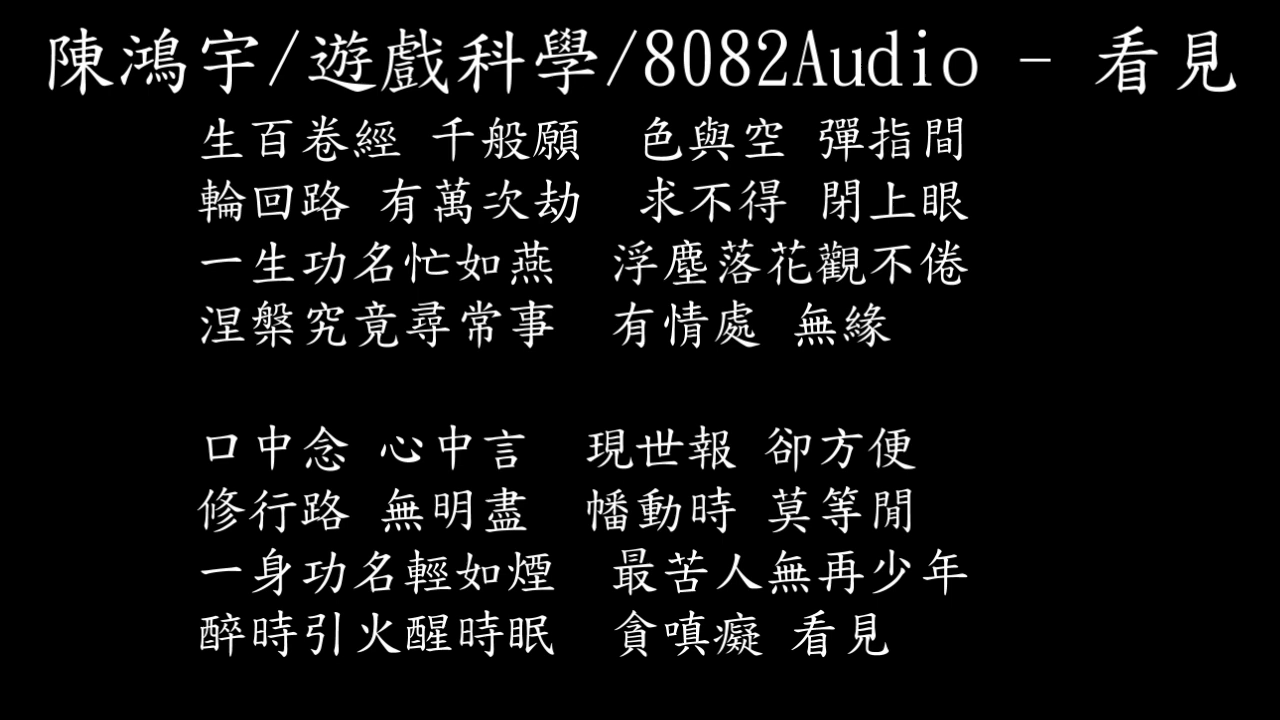 陳鴻宇/遊戲科學/8082Audio - 看見
生百卷經 千般願 色與空 彈指間
輪回路 有萬次劫 求不得 閉上眼
一生功名忙如燕 浮塵落花觀不倦
涅槃究竟尋常事 有情處 無緣
口中念 心中言 現世報 卻方便
修行路 無明盡 幡動時 莫等閒
一身功名輕如煙 最苦人無再少年
醉時引火醒時眠 貪嗔癡 看見